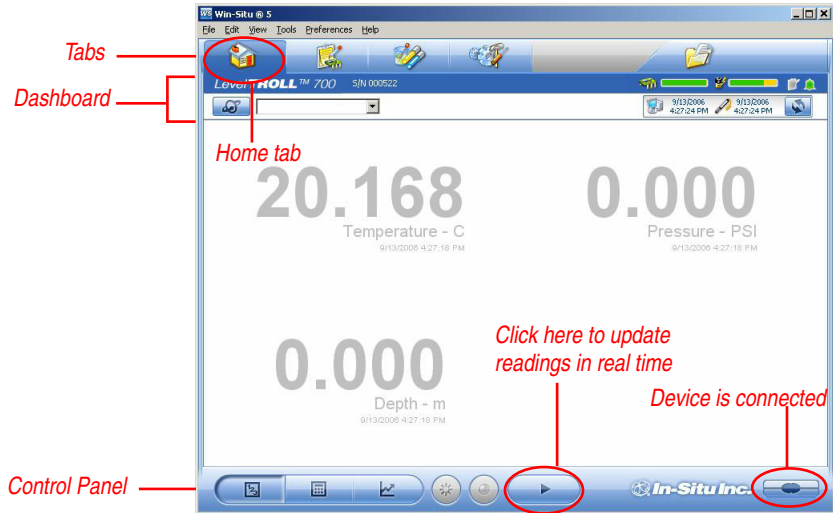 WS Win-Situ ® 5
File Edit View Tools Preferences Help
Tabs
LevelTROLL™ 700 S/N 000522
Dashboard
9/13/2006
4:27:24 PM
9/13/2006
4:27:24 PM
Home tab
20.168
Temperature - C
9/13/2006 4:27:18 PM
0.000
Pressure - PSI
9/13/2006 4:27:18 PM
Click here to update
readings in real time
0.000
Depth - m
9/13/2006 4:27:18 PM
Device is connected
Control Panel
In-Situ Inc.